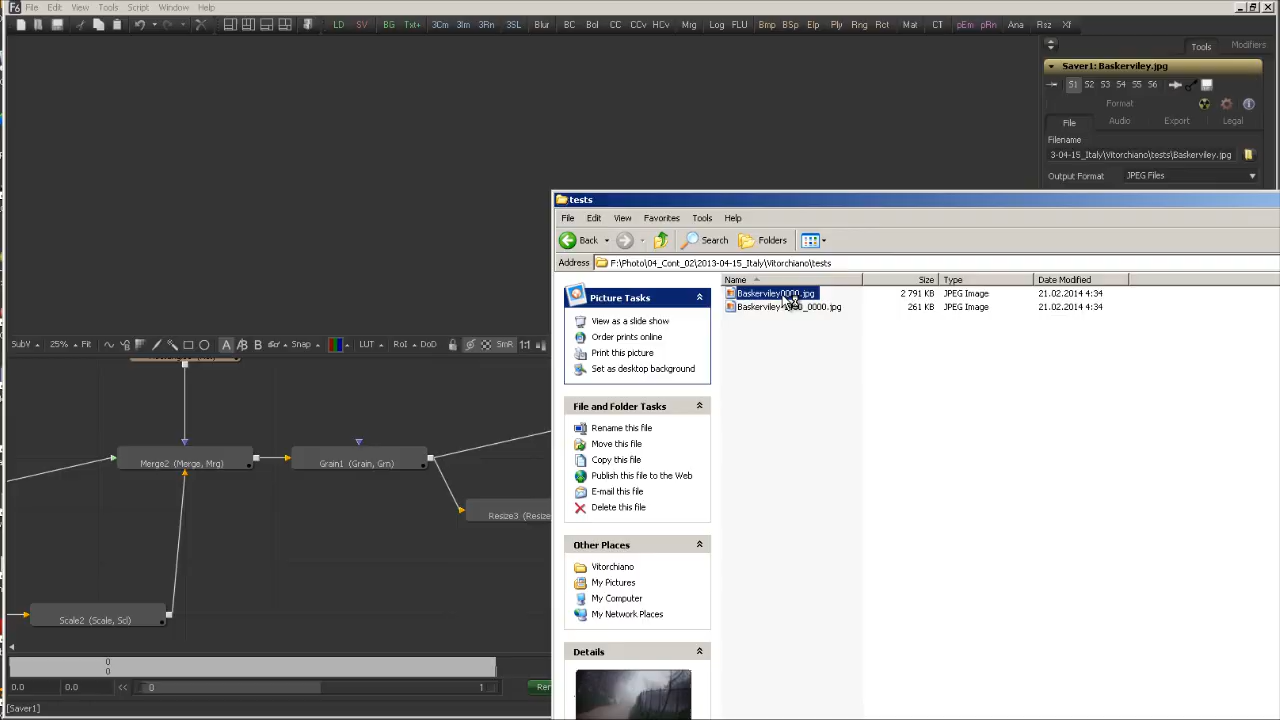 F6 File Edit View Tools Script Window Help
LD SV BG Txt+ 3Cm 3Im 3Rn 3SL Blur BC Bol CC CCv HCv Mrg Log FLU Bmp BSp Elp Ply Rng Rct Mat CT pEm pRn Ana Rsz Xf
Tools Modifiers
Saver1: Baskerviley.jpg
S1 S2 S3 S4 S5 S6
Format
File Audio Export Legal
Filename
3-04-15_Italy\Vitorchiano\tests\Baskerviley.jpg
Output Format JPEG Files
tests
File Edit View Favorites Tools Help
Back Search Folders
Address F:\Photo\04_Cont_02\2013-04-15_Italy\Vitorchiano\tests
Name Size Type Date Modified
Baskerviley0000.jpg 2 791 KB JPEG Image 21.02.2014 4:34
261 KB JPEG Image 21.02.2014 4:34
Picture Tasks
View as a slide show
Order prints online
Print this picture
Set as desktop background
File and Folder Tasks
Rename this file
Move this file
Copy this file
Publish this file to the Web
E-mail this file
Delete this file
Other Places
Vitorchiano
My Pictures
My Computer
My Network Places
Details
SubV 25% Fit A B Snap LUT RoI DoD SmR 1:1
Merge2 (Merge, Mrg)
Grain1 (Grain, Grn)
Resize3 (Resize
Scale2 (Scale, Scl)
0
0
0.0 0.0 << 0 1 Ren
[Saver1]